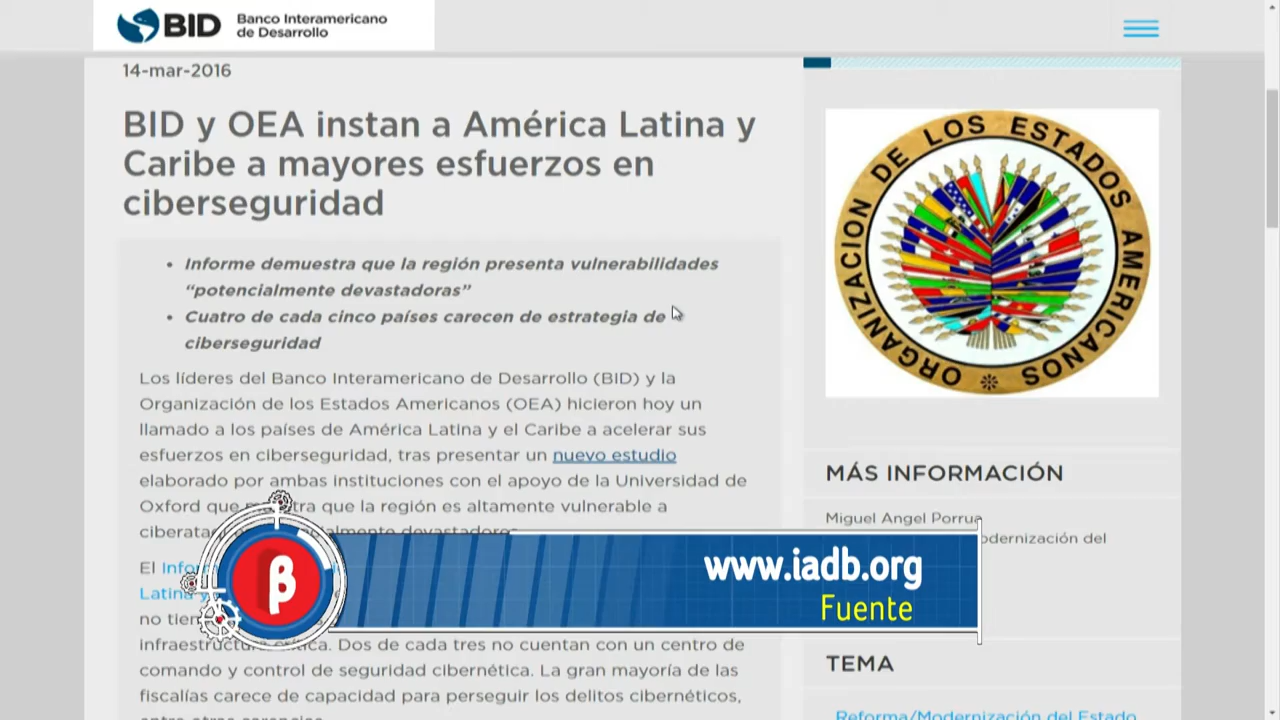 BID
Banco Interamericano
de Desarrollo
14-mar-2016
BID y OEA instan a América Latina y
Caribe a mayores esfuerzos en
ciberseguridad
• Informe demuestra que la región presenta vulnerabilidades
“potencialmente devastadoras”
• Cuatro de cada cinco países carecen de estrategia de
ciberseguridad
Los líderes del Banco Interamericano de Desarrollo (BID) y la
Organización de los Estados Americanos (OEA) hicieron hoy un
llamado a los países de América Latina y el Caribe a acelerar sus
esfuerzos en ciberseguridad, tras presentar un nuevo estudio
elaborado por ambas instituciones con el apoyo de la Universidad de
Oxford que que la región es altamente vulnerable a
El
Latina y
no
Dos de cada tres no cuentan con un centro de
comando y control de seguridad cibernética. La gran mayoría de las
fiscalías carece de capacidad para perseguir los delitos cibernéticos,
ORGANIZACION DE LOS ESTADOS AMERICANOS
MÁS INFORMACIÓN
Miguel Angel Porrua
odernización del
TEMA
Reforma/Modernización del Estado
β
www.iadb.org
Fuente